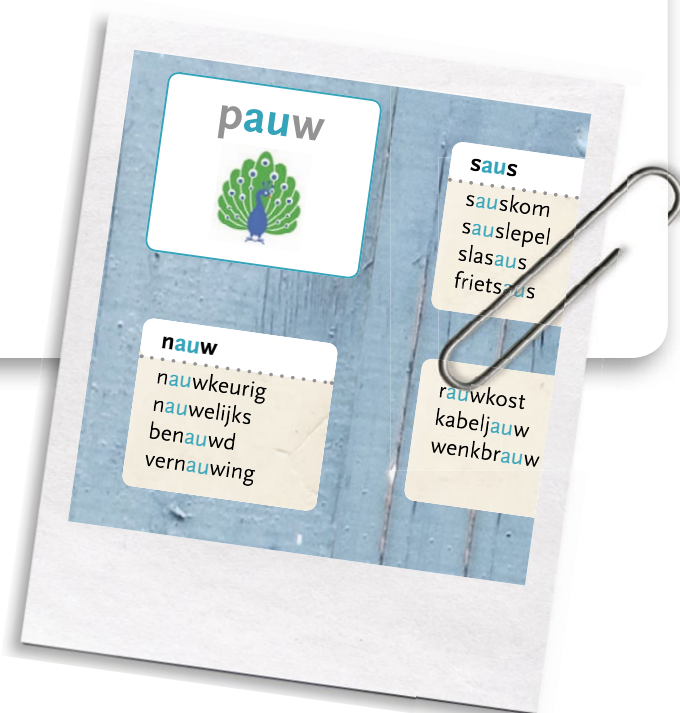 pauw
saus
sauskom
sauslepel
slasaus
frietsaus
nauw
nauwkeurig
nauwelijks
benauwd
vernauwing
rauwkost
kabeljauw
wenkbrauw